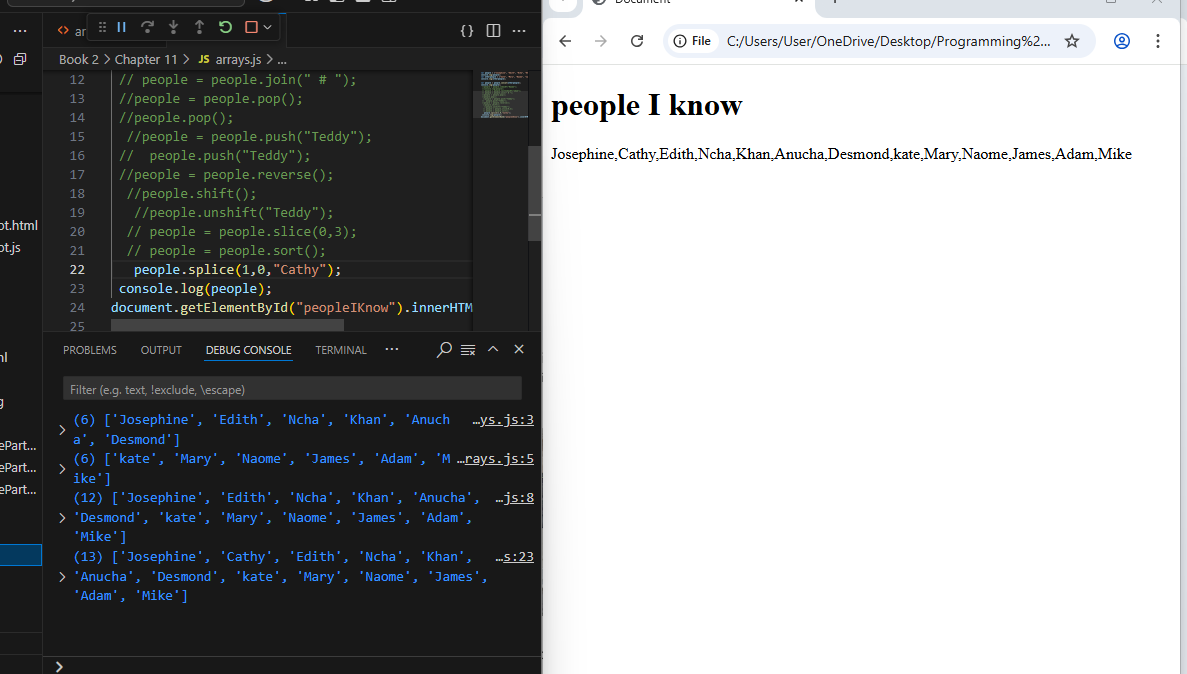 ar
Book 2 > Chapter 11 > JS arrays.js > ...
12 // people = people.join(" # ");
13 //people = people.pop();
14 //people.pop();
15 //people = people.push("Teddy");
16 //  people.push("Teddy");
17 //people = people.reverse();
18 //people.shift();
19 //people.unshift("Teddy");
20 // people = people.slice(0,3);
21 // people = people.sort();
22 people.splice(1,0,"Cathy");
23 console.log(people);
24 document.getElementById("peopleIKnow").innerHTM
25
ot.html
ot.js
ml
g
ePart...
ePart...
ePart...
PROBLEMS OUTPUT DEBUG CONSOLE TERMINAL ...
Filter (e.g. text, !exclude, \escape)
(6) ['Josephine', 'Edith', 'Ncha', 'Khan', 'Anuch …ys.js:3
a', 'Desmond']
(6) ['kate', 'Mary', 'Naome', 'James', 'Adam', 'M …rays.js:5
ike']
(12) ['Josephine', 'Edith', 'Ncha', 'Khan', 'Anucha', …js:8
'Desmond', 'kate', 'Mary', 'Naome', 'James', 'Adam',
'Mike']
(13) ['Josephine', 'Cathy', 'Edith', 'Ncha', 'Khan', …s:23
'Anucha', 'Desmond', 'kate', 'Mary', 'Naome', 'James',
'Adam', 'Mike']
Document
File C:/Users/User/OneDrive/Desktop/Programming%2...
people I know
Josephine,Cathy,Edith,Ncha,Khan,Anucha,Desmond,kate,Mary,Naome,James,Adam,Mike